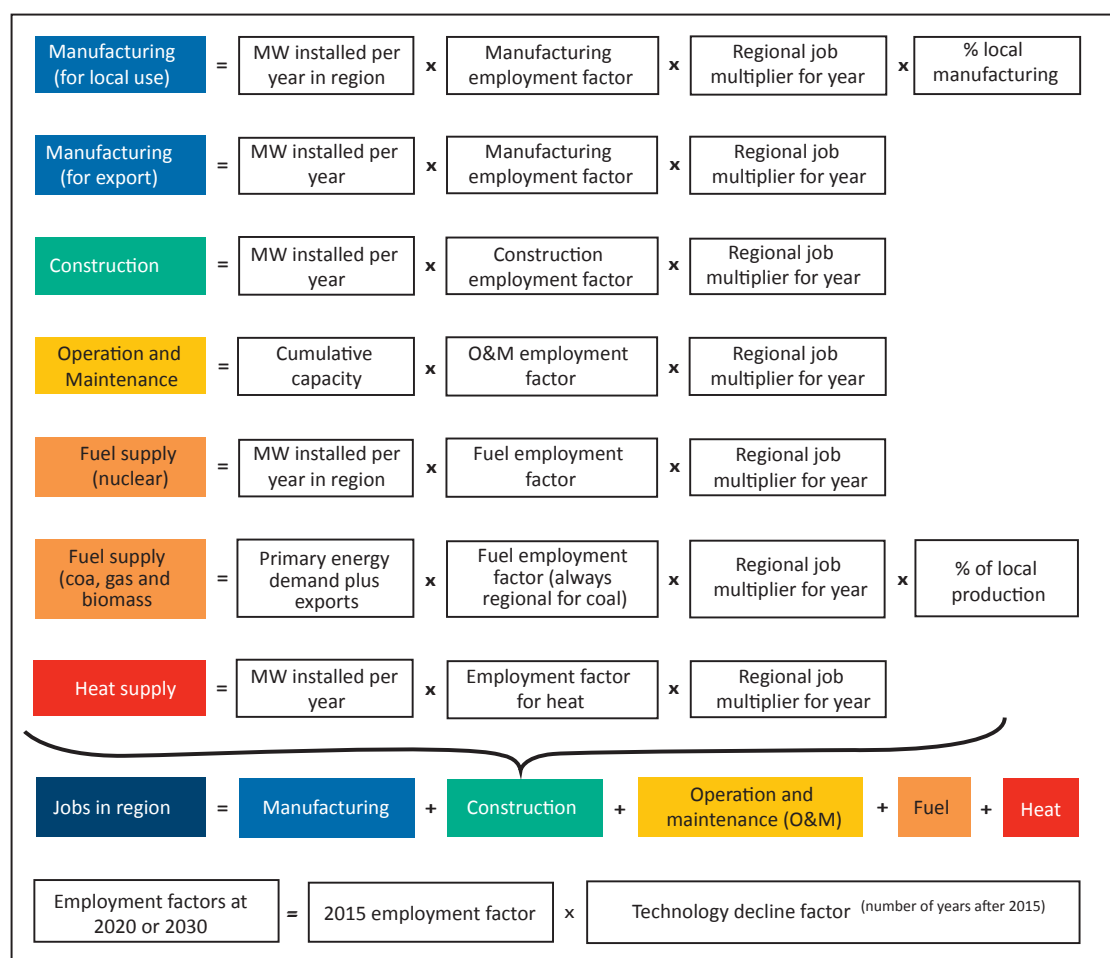 Manufacturing
(for local use)
=
MW installed per
year in region
x
Manufacturing
employment factor
x
Regional job
multiplier for year
x
% local
manufacturing
Manufacturing
(for export)
=
MW installed per
year
x
Manufacturing
employment factor
x
Regional job
multiplier for year
Construction
=
MW installed per
year
x
Construction
employment factor
x
Regional job
multiplier for year
Operation and
Maintenance
=
Cumulative
capacity
x
O&M employment
factor
x
Regional job
multiplier for year
Fuel supply
(nuclear)
=
MW installed per
year in region
x
Fuel employment
factor
x
Regional job
multiplier for year
Fuel supply
(coa, gas and
biomass
=
Primary energy
demand plus
exports
x
Fuel employment
factor (always
regional for coal)
x
Regional job
multiplier for year
x
% of local
production
Heat supply
=
MW installed per
year
x
Employment factor
for heat
x
Regional job
multiplier for year
Jobs in region
=
Manufacturing
+
Construction
+
Operation and
maintenance (O&M)
+
Fuel
+
Heat
Employment factors at
2020 or 2030
=
2015 employment factor
x
Technology decline factor (number of years after 2015)